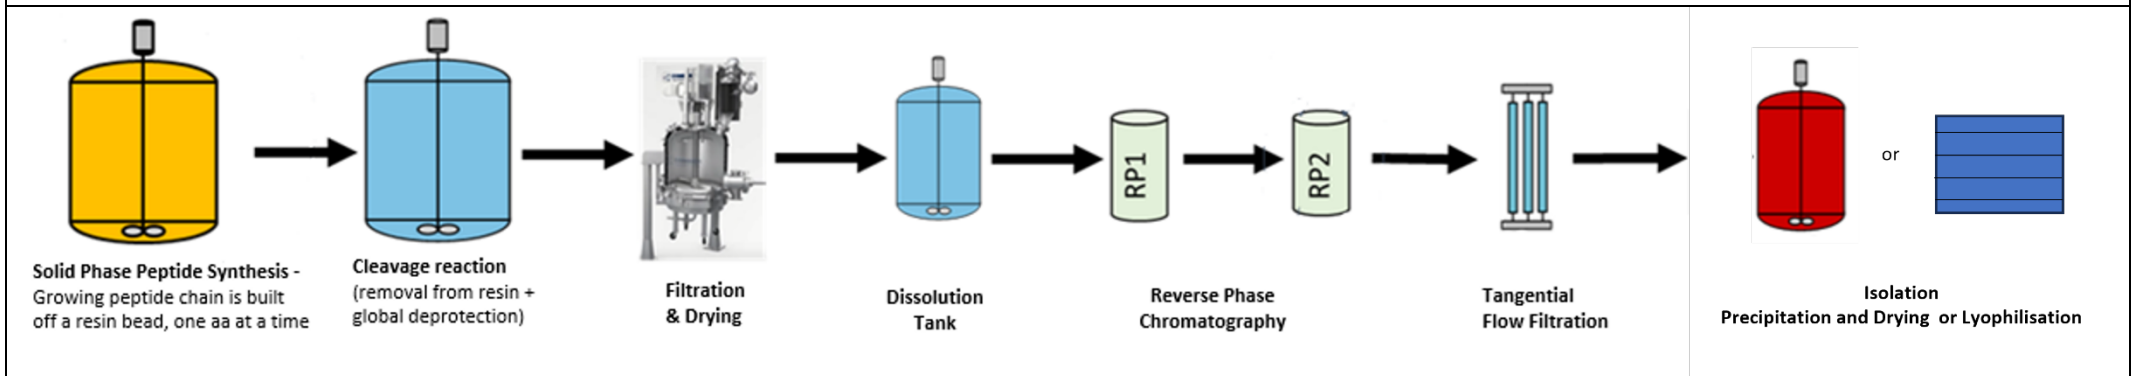 Solid Phase Peptide Synthesis -
Growing peptide chain is built
off a resin bead, one aa at a time
Cleavage reaction
(removal from resin +
global deprotection)
Filtration
& Drying
Dissolution
Tank
RP1
RP2
Reverse Phase
Chromatography
Tangential
Flow Filtration
or
Isolation
Precipitation and Drying or Lyophilisation